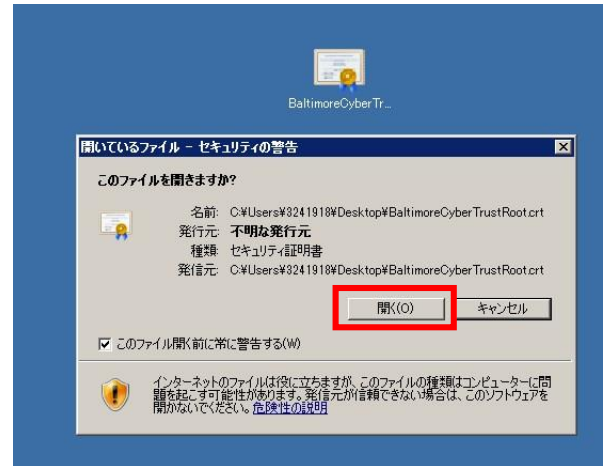 BaltimoreCyberTr...
開いているファイル - セキュリティの警告
このファイルを開きますか?
名前: C:¥Users¥3241918¥Desktop¥BaltimoreCyberTrustRoot.crt
発行元: 不明な発行元
種類: セキュリティ証明書
発信元: C:¥Users¥3241918¥Desktop¥BaltimoreCyberTrustRoot.crt
開く(O) キャンセル
このファイル開く前に常に警告する(W)
インターネットのファイルは役に立ちますが、このファイルの種類はコンピューターに問
題を起こす可能性があります。発信元が信頼できない場合は、このソフトウェアを
開かないでください。危険性の説明